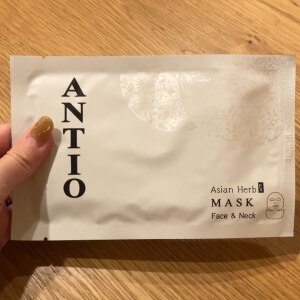 ANTIO
Asian Herb
MASK
Face & Neck